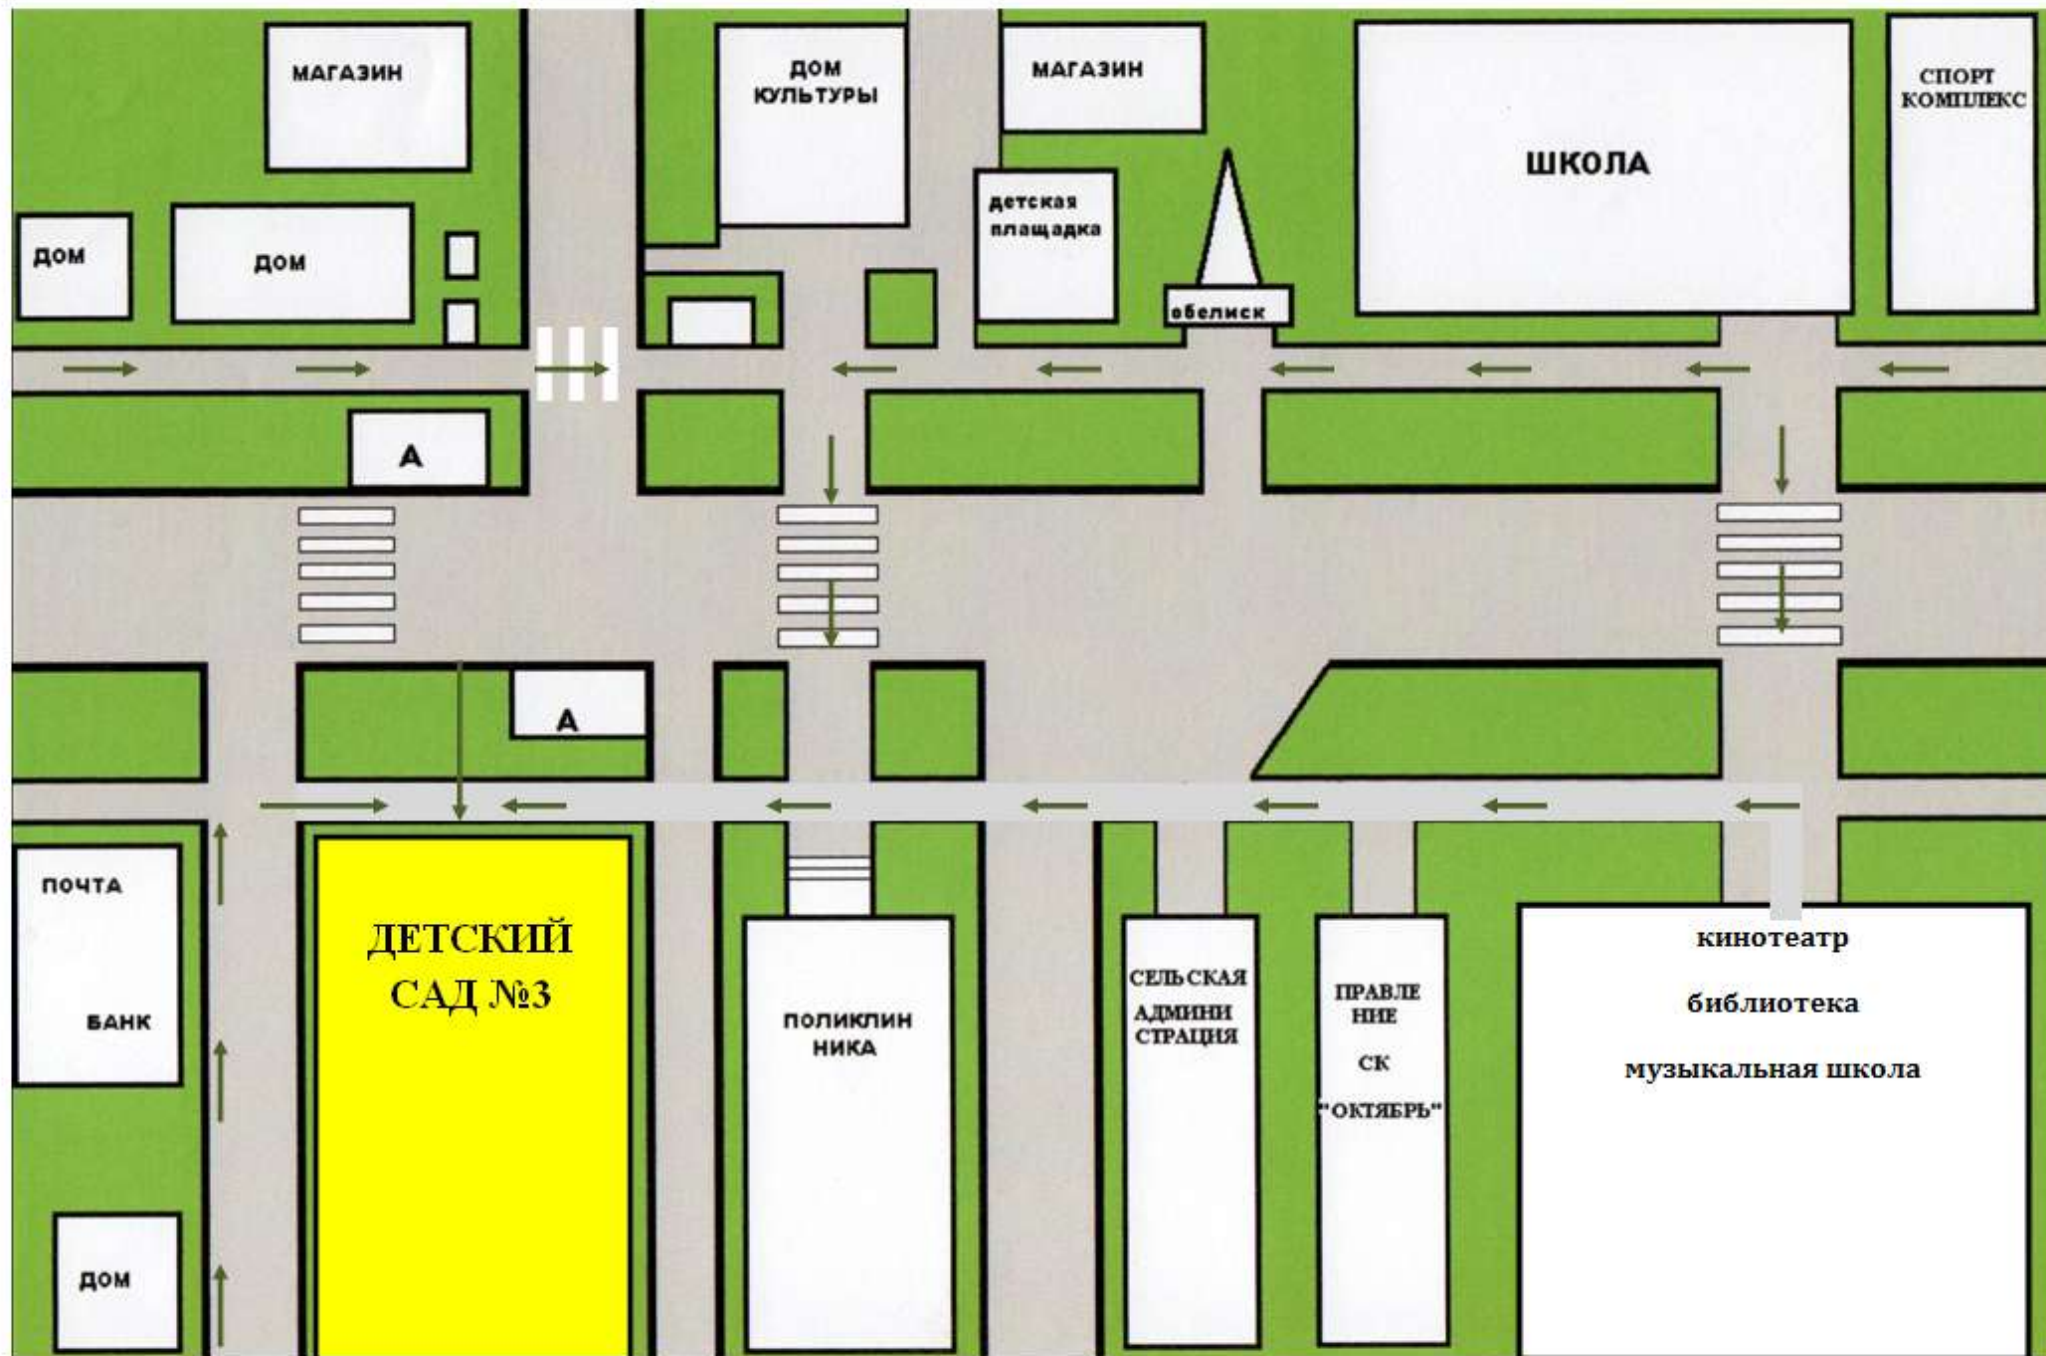 МАГАЗИН
ДОМ
КУЛЬТУРЫ
МАГАЗИН
ШКОЛА
СПОРТ
КОМПЛЕКС
ДОМ
ДОМ
детская
плащадка
обелиск
А
А
ПОЧТА
БАНК
ДОМ
ДЕТСКИЙ
САД №3
ПОЛИКЛИН
НИКА
СЕЛЬСКАЯ
АДМИНИ
СТРАЦИЯ
ПРАВЛЕ
НИЕ
СК
"ОКТЯБРЬ"
кинотеатр
библиотека
музыкальная школа